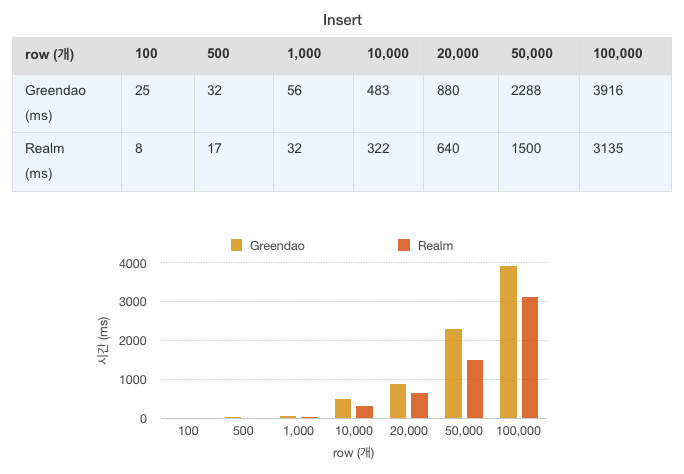 Insert
row (개) 100 500 1,000 10,000 20,000 50,000 100,000
Greendao 25 32 56 483 880 2288 3916
(ms)
Realm 8 17 32 322 640 1500 3135
(ms)
Greendao Realm
4000
3000
2000
1000
0
시간 (ms)
100 500 1,000 10,000 20,000 50,000 100,000
row (개)